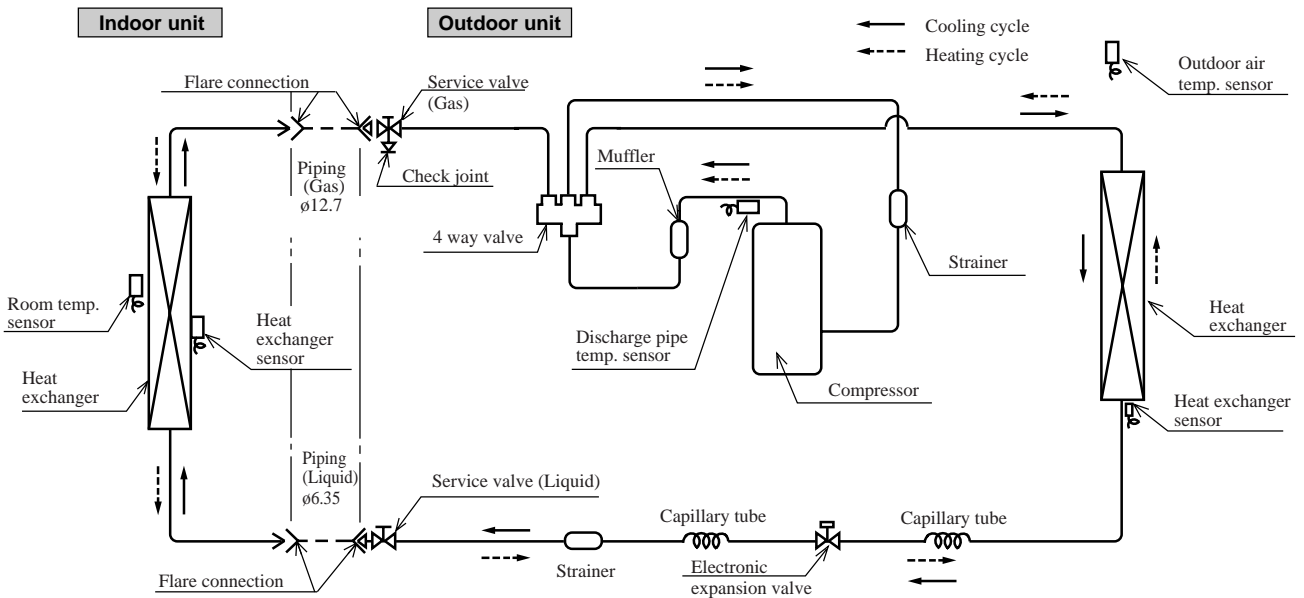 Indoor unit
Outdoor unit
Cooling cycle
Heating cycle
Outdoor air
temp. sensor
Flare connection
Service valve
(Gas)
Piping
(Gas)
ø12.7
Check joint
Muffler
4 way valve
Strainer
Room temp.
sensor
Heat
exchanger
sensor
Discharge pipe
temp. sensor
Heat
exchanger
Heat
exchanger
Compressor
Heat exchanger
sensor
Piping
(Liquid)
ø6.35
Service valve (Liquid)
Capillary tube
Capillary tube
Flare connection
Strainer
Electronic
expansion valve